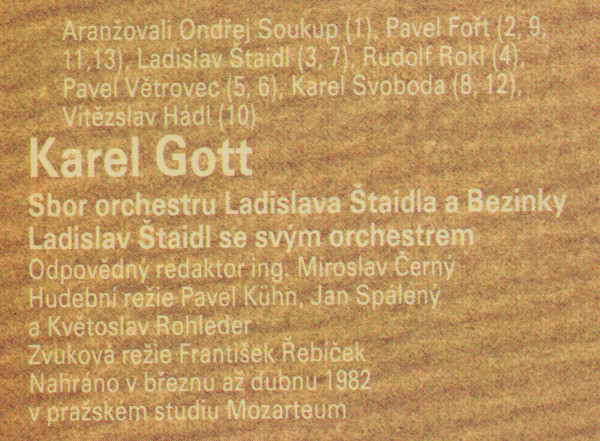 Aranžovali Ondřej Soukup (1), Pavel Fořt (2, 9,
11,13), Ladislav Štaidl (3, 7), Rudolf Rokl (4),
Pavel Větrovec (5, 6), Karel Svoboda (8, 12),
Vítězslav Hádl (10)
Karel Gott
Sbor orchestru Ladislava Štaidla a Bezinky
Ladislav Štaidl se svým orchestrem
Odpovědný redaktor ing. Miroslav Černý
Hudební režie Pavel Kühn, Jan Spálený
a Květoslav Rohleder
Zvuková režie František Řebíček
Nahráno v březnu až dubnu 1982
v pražském studiu Mozarteum